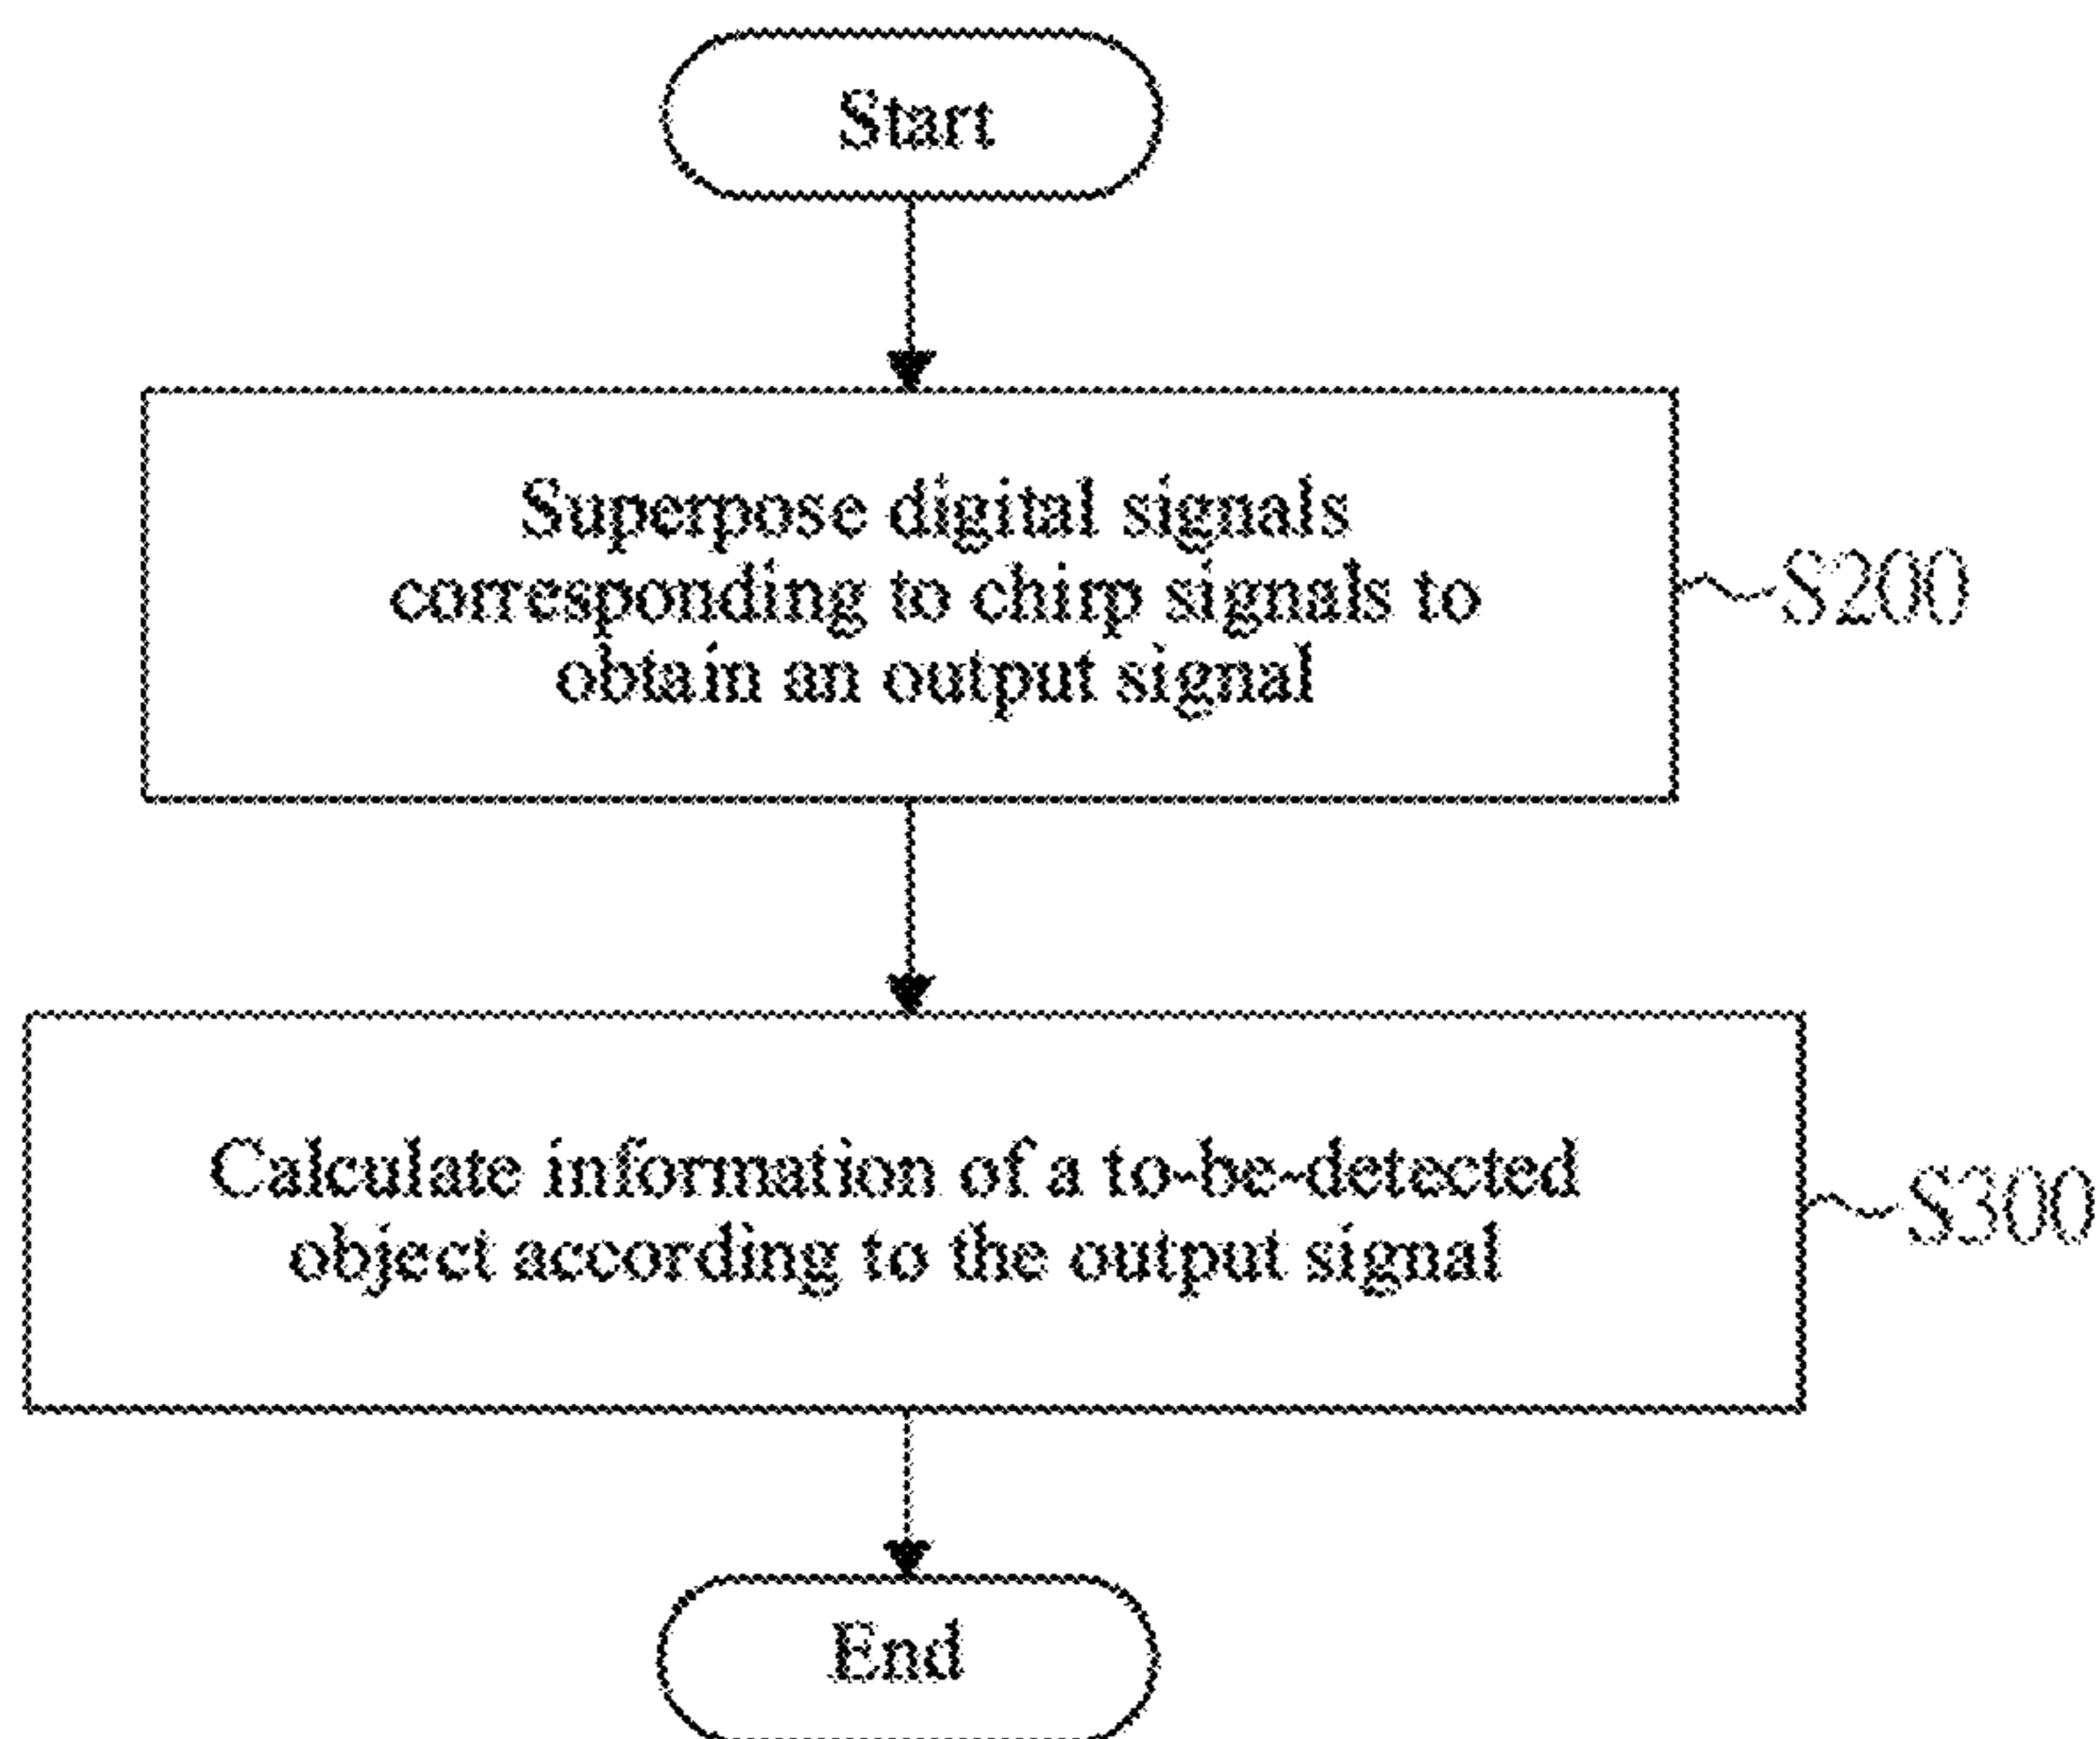 Start
Superpose digital signals
corresponding to chirp signals to
obtain an output signal
S200
Calculate information of a to-be-detected
object according to the output signal
S300
End